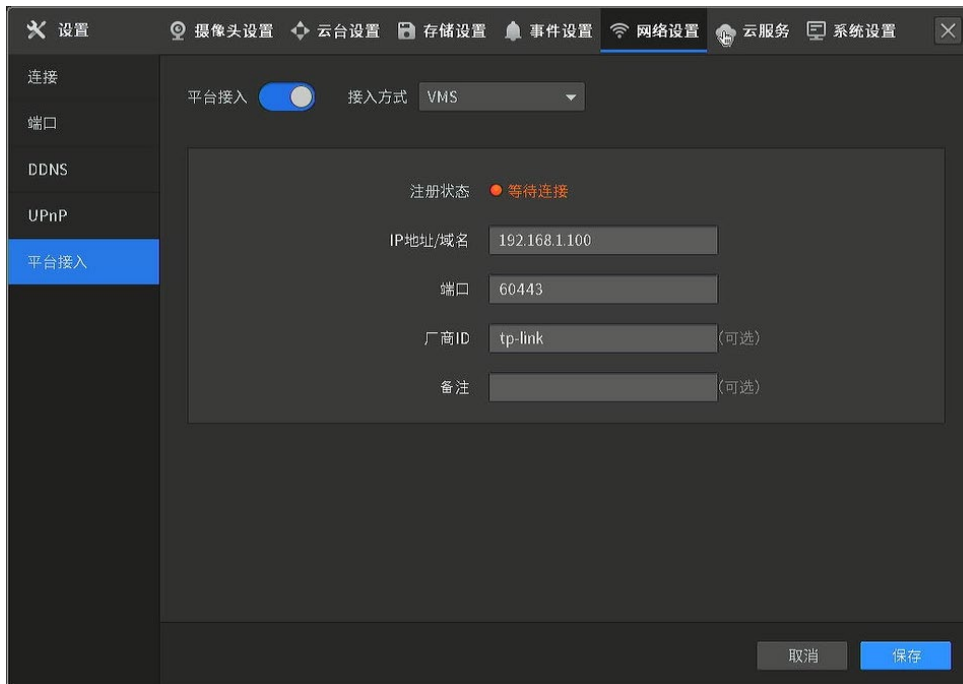 设置 摄像头设置 云台设置 存储设置 事件设置 网络设置 云服务 系统设置
连接
端口
DDNS
UPnP
平台接入
平台接入 接入方式 VMS
注册状态 等待连接
IP地址/域名 192.168.1.100
端口 60443
厂商ID tp-link (可选)
备注 (可选)
取消 保存